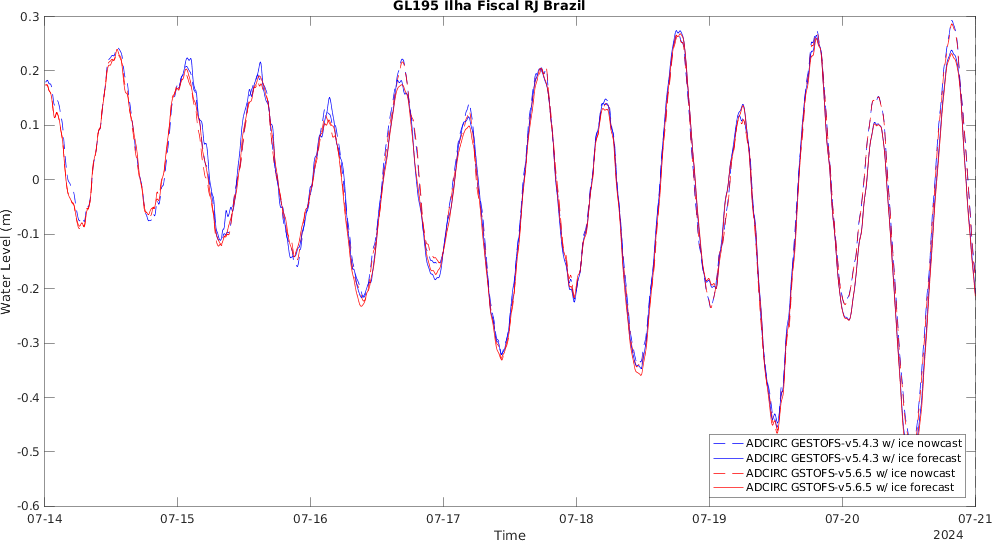 GL195 Ilha Fiscal RJ Brazil
0.3
0.2
0.1
0
-0.1
-0.2
-0.3
-0.4
-0.5
-0.6
Water Level (m)
ADCIRC GESTOFS-v5.4.3 w/ ice nowcast
ADCIRC GESTOFS-v5.4.3 w/ ice forecast
ADCIRC GSTOFS-v5.6.5 w/ ice nowcast
ADCIRC GSTOFS-v5.6.5 w/ ice forecast
07-14 07-15 07-16 07-17 07-18 07-19 07-20 07-21
Time
2024